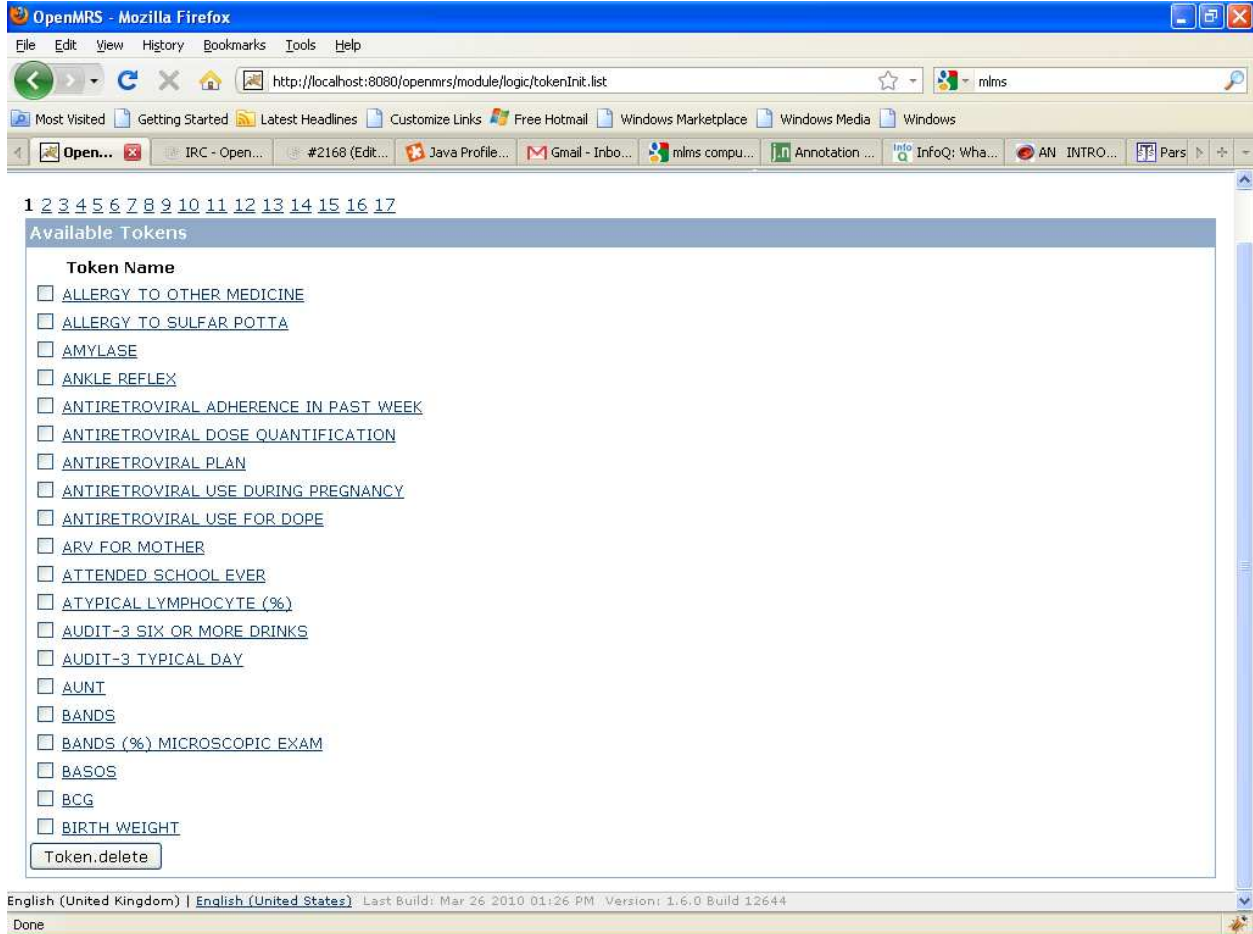 OpenMRS - Mozilla Firefox
File Edit View History Bookmarks Tools Help
http://localhost:8080/openmrs/module/logic/tokenInit.list mlms
Most Visited Getting Started Latest Headlines Customize Links Free Hotmail Windows Marketplace Windows Media Windows
Open... IRC - Open... #2168 (Edit... Java Profile... Gmail - Inbo... mlms compu... j.n Annotation ... Info Q InfoQ: Wha... AN INTRO... Pars
1 2 3 4 5 6 7 8 9 10 11 12 13 14 15 16 17
Available Tokens
Token Name
ALLERGY TO OTHER MEDICINE
ALLERGY TO SULFAR POTTA
AMYLASE
ANKLE REFLEX
ANTIRETROVIRAL ADHERENCE IN PAST WEEK
ANTIRETROVIRAL DOSE QUANTIFICATION
ANTIRETROVIRAL PLAN
ANTIRETROVIRAL USE DURING PREGNANCY
ANTIRETROVIRAL USE FOR DOPE
ARV FOR MOTHER
ATTENDED SCHOOL EVER
ATYPICAL LYMPHOCYTE (%)
AUDIT-3 SIX OR MORE DRINKS
AUDIT-3 TYPICAL DAY
AUNT
BANDS
BANDS (%) MICROSCOPIC EXAM
BASOS
BCG
BIRTH WEIGHT
Token.delete
English (United Kingdom) | English (United States) Last Build: Mar 26 2010 01:26 PM Version: 1.6.0 Build 12644
Done